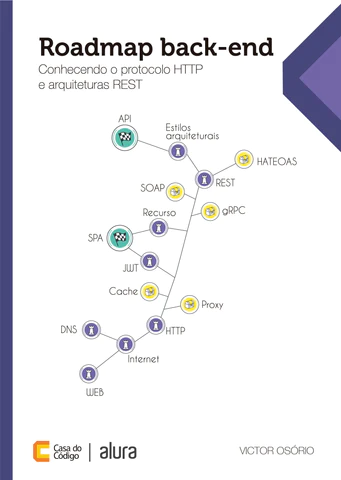 Roadmap back-end
Conhecendo o protocolo HTTP
e arquiteturas REST
API
Estilos
arquiteturais
HATEOAS
REST
SOAP
gRPC
Recurso
SPA
JWT
Cache
Proxy
HTTP
DNS
Internet
WEB
Casa do
Código
alura
VICTOR OSÓRIO